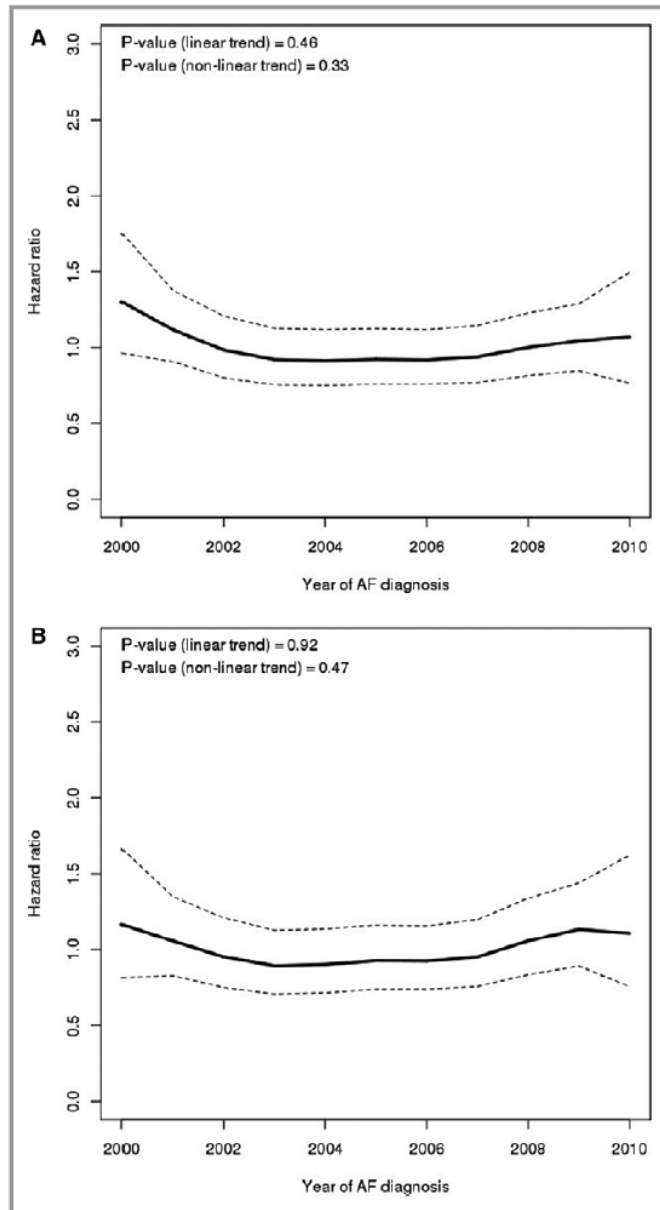 A
P-value (linear trend) = 0.46
P-value (non-linear trend) = 0.33
3.0
2.5
2.0
1.5
1.0
0.5
0.0
Hazard ratio
2000 2002 2004 2006 2008 2010
Year of AF diagnosis
B
P-value (linear trend) = 0.92
P-value (non-linear trend) = 0.47
3.0
2.5
2.0
1.5
1.0
0.5
0.0
Hazard ratio
2000 2002 2004 2006 2008 2010
Year of AF diagnosis